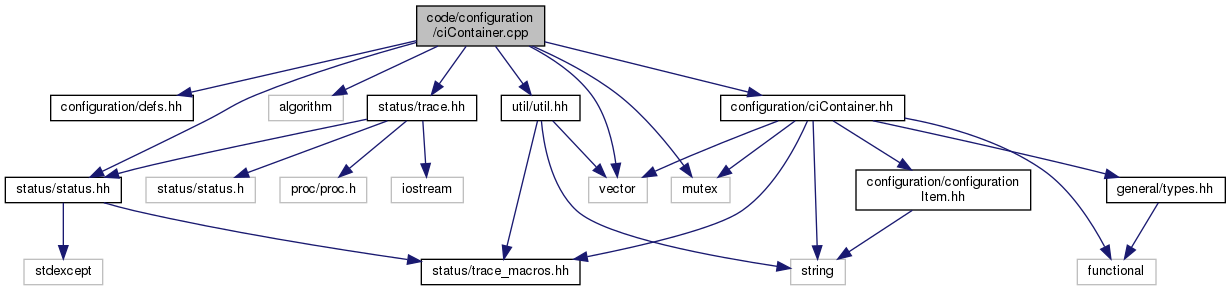 code/configuration
/ciContainer.cpp
configuration/defs.hh
algorithm
status/trace.hh
util/util.hh
configuration/ciContainer.hh
status/status.hh
status/status.h
proc/proc.h
iostream
vector
mutex
configuration/configuration
Item.hh
general/types.hh
stdexcept
status/trace_macros.hh
string
functional